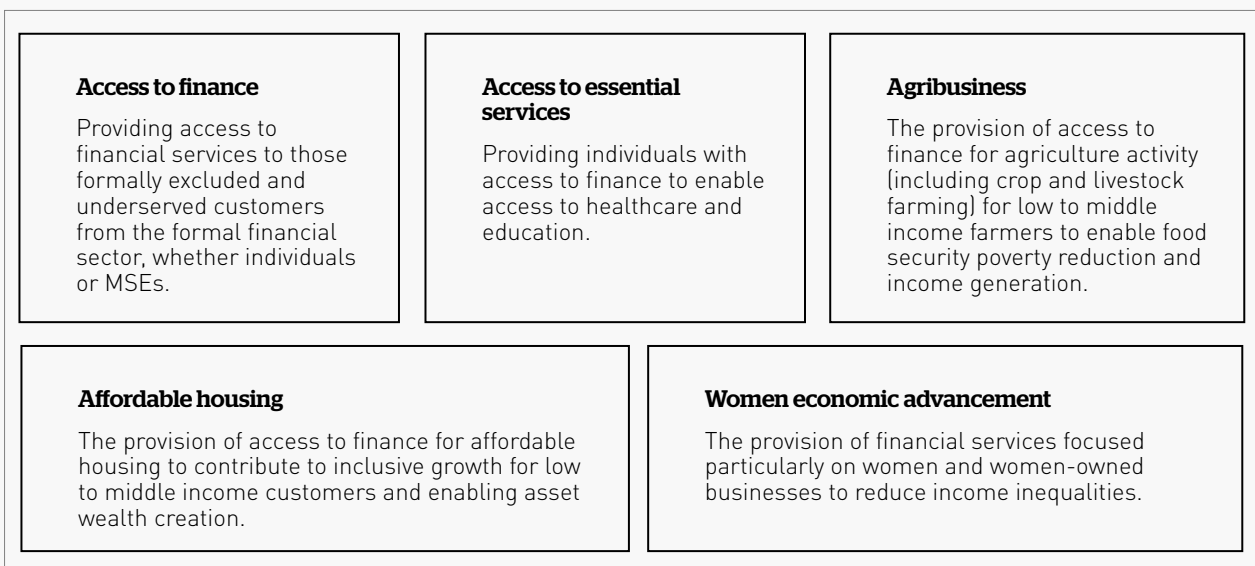 Access to finance
Providing access to
financial services to those
formally excluded and
underserved customers
from the formal financial
sector, whether individuals
or MSEs.
Access to essential
services
Providing individuals with
access to finance to enable
access to healthcare and
education.
Agribusiness
The provision of access to
finance for agriculture activity
(including crop and livestock
farming) for low to middle
income farmers to enable food
security poverty reduction and
income generation.
Affordable housing
The provision of access to finance for affordable
housing to contribute to inclusive growth for low
to middle income customers and enabling asset
wealth creation.
Women economic advancement
The provision of financial services focused
particularly on women and women-owned
businesses to reduce income inequalities.